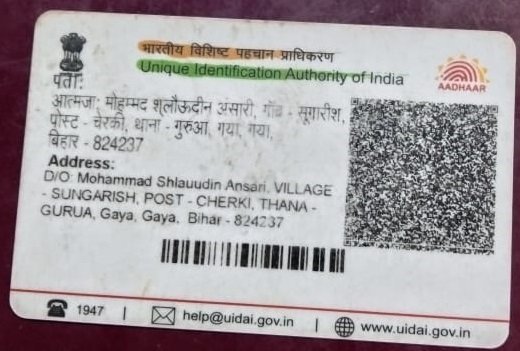 भारतीय विशिष्ट पहचान प्राधिकरण
Unique Identification Authority of India
AADHAAR
पता:
आत्मजा: मोहम्मद शलौऊदीन अंसारी, गाँव - सूगारीश,
पोस्ट - चेरकी, थाना - गुरुआ, गया, गया,
बिहार - 824237
Address:
D/O: Mohammad Shlauudin Ansari, VILLAGE
- SUNGARISH, POST - CHERKI, THANA -
GURUA, Gaya, Gaya, Bihar - 824237
1947 | help@uidai.gov.in | www.uidai.gov.in